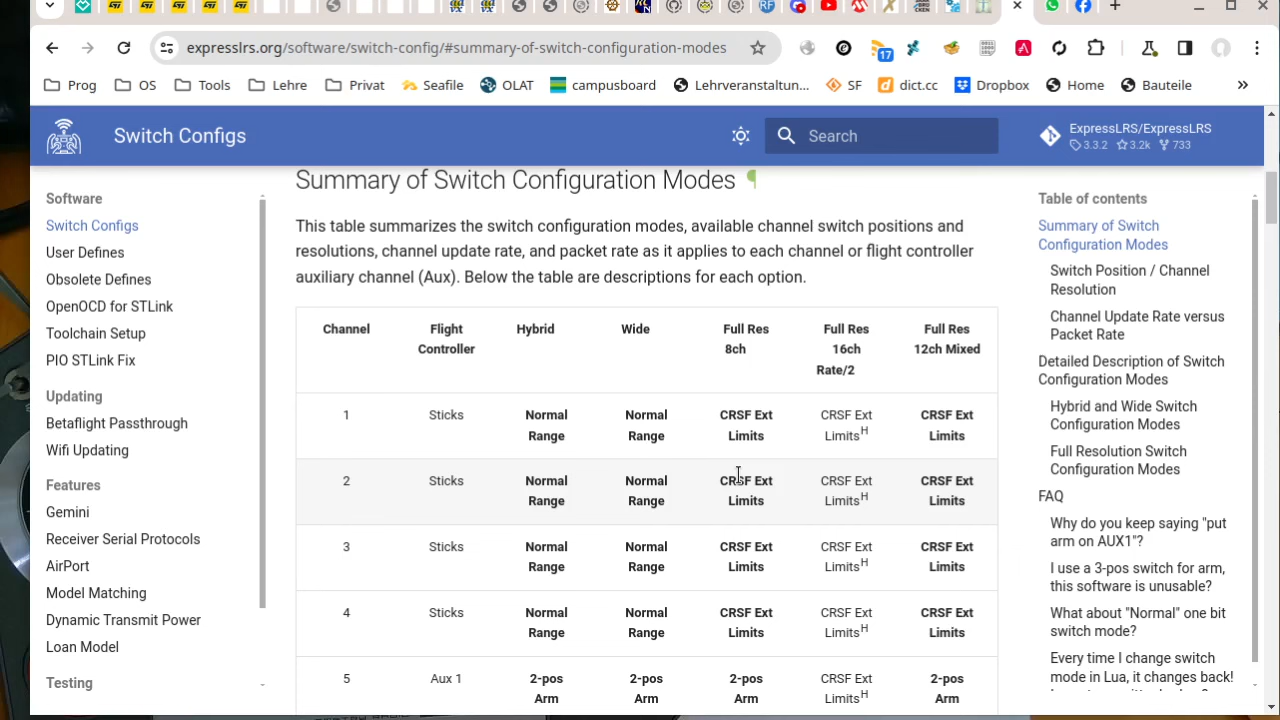 expresslrs.org/software/switch-config/#summary-of-switch-configuration-modes
17
Prog
OS
Tools
Lehre
Privat
Seafile
OLAT
campusboard
Lehrveranstaltun...
SF
dict.cc
Dropbox
Home
Bauteile
»
Switch Configs
Search
ExpressLRS/ExpressLRS
3.3.2 3.2k 733
Software
Switch Configs
User Defines
Obsolete Defines
OpenOCD for STLink
Toolchain Setup
PIO STLink Fix
Updating
Betaflight Passthrough
Wifi Updating
Features
Gemini
Receiver Serial Protocols
AirPort
Model Matching
Dynamic Transmit Power
Loan Model
Testing
Summary of Switch Configuration Modes ¶
This table summarizes the switch configuration modes, available channel switch positions and
resolutions, channel update rate, and packet rate as it applies to each channel or flight controller
auxiliary channel (Aux). Below the table are descriptions for each option.
Channel Flight Controller Hybrid Wide Full Res 8ch Full Res 16ch Rate/2 Full Res 12ch Mixed
1 Sticks Normal Range Normal Range CRSF Ext Limits CRSF Ext LimitsH CRSF Ext Limits
2 Sticks Normal Range Normal Range CRSF Ext Limits CRSF Ext LimitsH CRSF Ext Limits
3 Sticks Normal Range Normal Range CRSF Ext Limits CRSF Ext LimitsH CRSF Ext Limits
4 Sticks Normal Range Normal Range CRSF Ext Limits CRSF Ext LimitsH CRSF Ext Limits
5 Aux 1 2-pos Arm 2-pos Arm 2-pos Arm CRSF Ext LimitsH 2-pos Arm
Table of contents
Summary of Switch
Configuration Modes
Switch Position / Channel
Resolution
Channel Update Rate versus
Packet Rate
Detailed Description of Switch
Configuration Modes
Hybrid and Wide Switch
Configuration Modes
Full Resolution Switch
Configuration Modes
FAQ
Why do you keep saying "put
arm on AUX1"?
I use a 3-pos switch for arm,
this software is unusable?
What about "Normal" one bit
switch mode?
Every time I change switch
mode in Lua, it changes back!